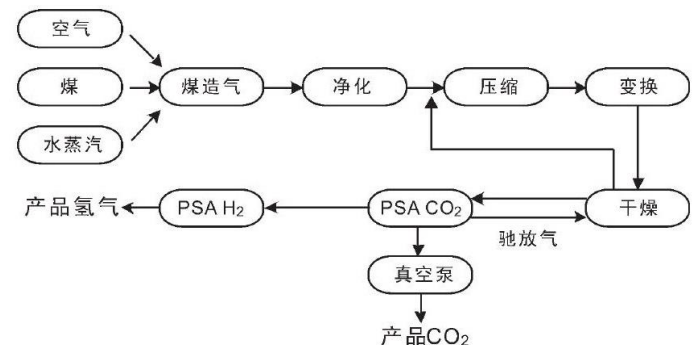 空气
煤
水蒸汽
煤造气
净化
压缩
变换
产品氢气
PSA H₂
PSA CO₂
干燥
驰放气
真空泵
产品CO₂